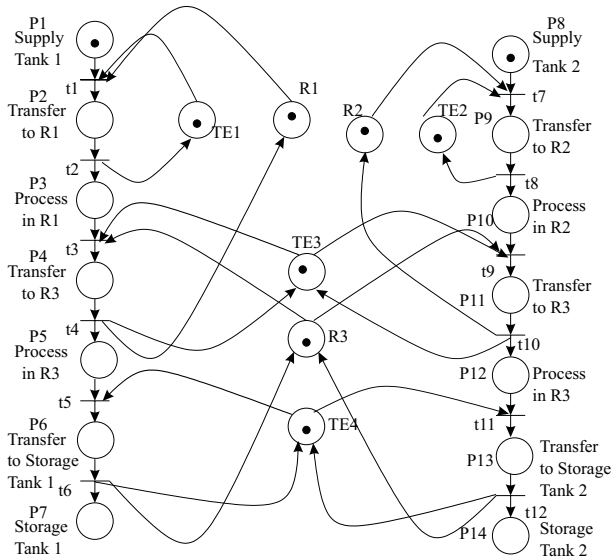 P1
Supply
Tank 1
t1
P2
Transfer
to R1
t2
P3
Process
in R1
t3
P4
Transfer
to R3
t4
P5
Process
in R3
t5
P6
Transfer
to Storage
Tank 1
t6
P7
Storage
Tank 1
TE1
R1
R2
TE2
TE3
R3
TE4
P8
Supply
Tank 2
t7
P9
Transfer
to R2
t8
P10
Process
in R2
t9
P11
Transfer
to R3
t10
P12
Process
in R3
t11
P13
Transfer
to Storage
Tank 2
t12
P14
Storage
Tank 2